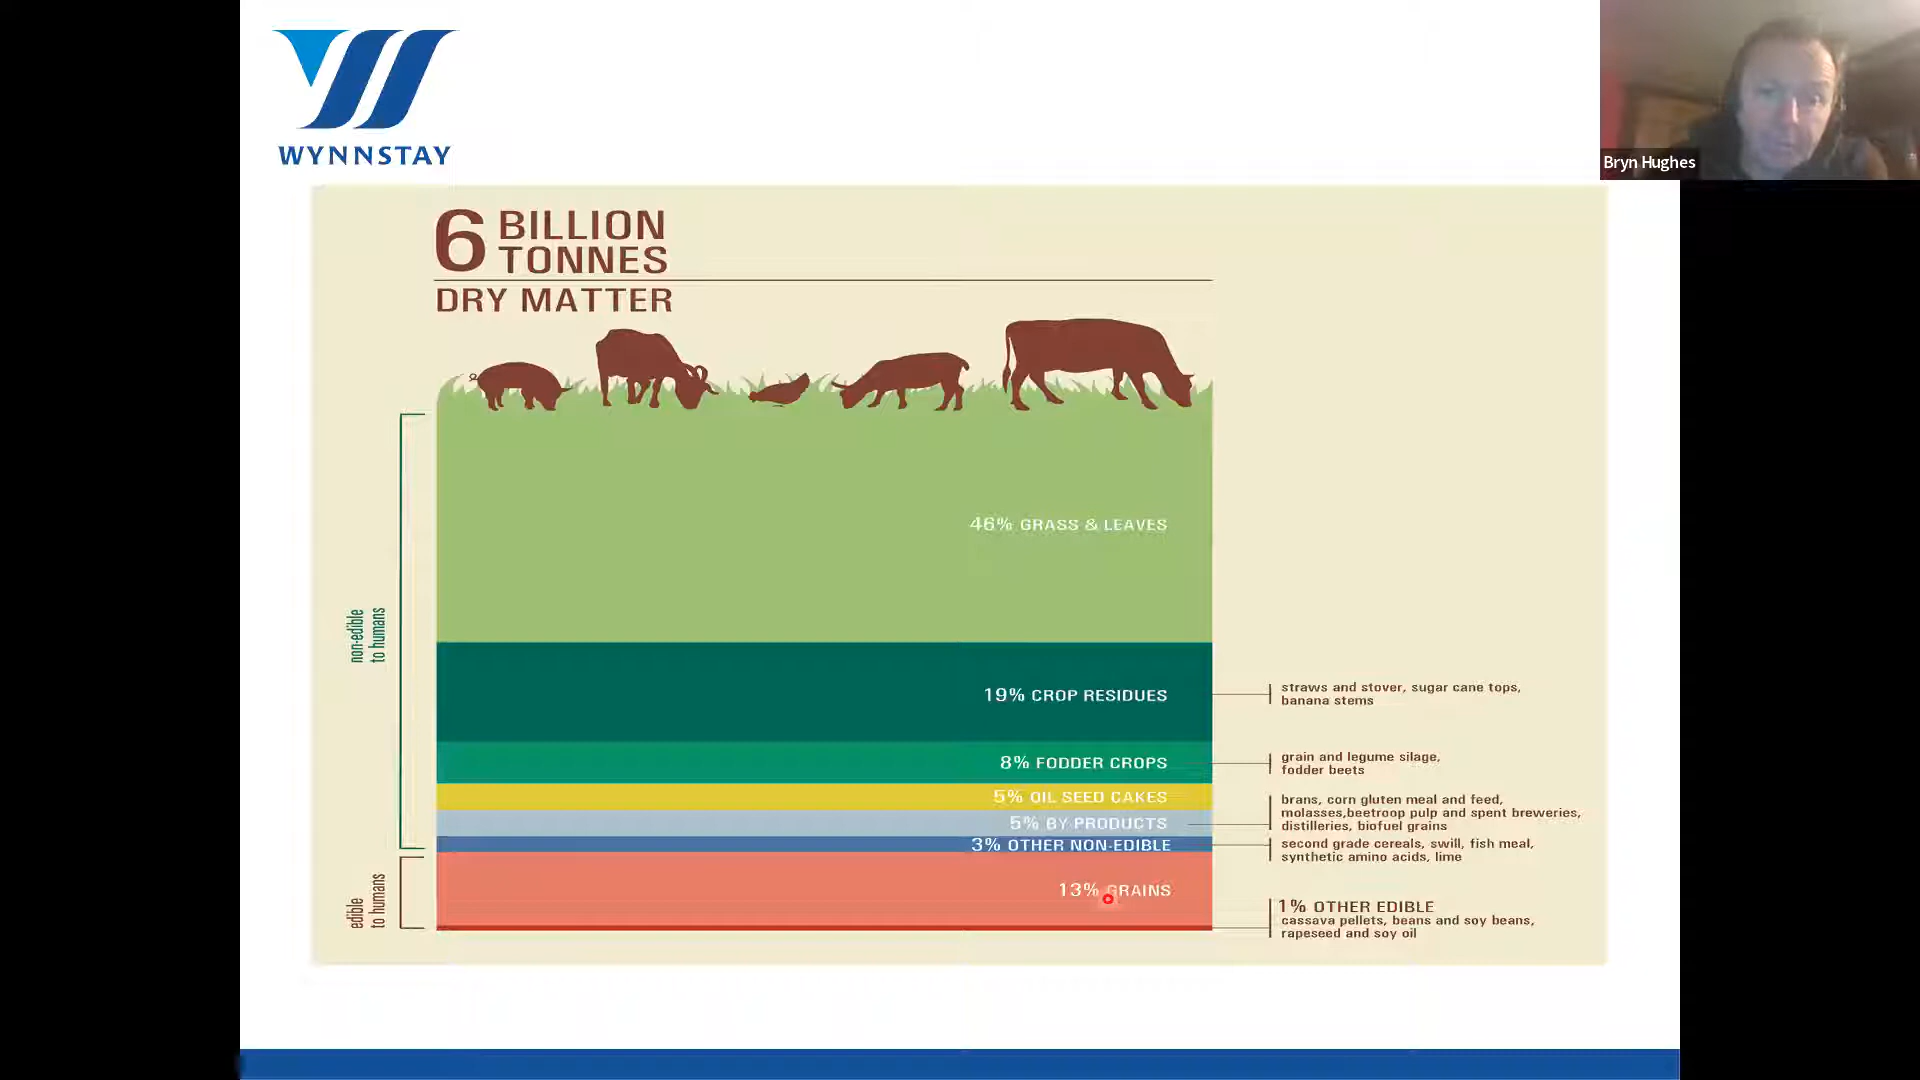 WYNNSTAY
Bryn Hughes
6 BILLION
TONNES
DRY MATTER
46% GRASS & LEAVES
non-edible
to humans
19% CROP RESIDUES
straws and stover, sugar cane tops,
banana stems
8% FODDER CROPS
grain and legume silage,
fodder beets
5% OIL SEED CAKES
5% BY-PRODUCTS
brans, corn gluten meal and feed,
molasses,beetroop pulp and spent breweries,
distilleries, biofuel grains
3% OTHER NON-EDIBLE
second grade cereals, swill, fish meal,
synthetic amino acids, lime
edible
to humans
13% GRAINS
1% OTHER EDIBLE
cassava pellets, beans and soy beans,
rapeseed and soy oil